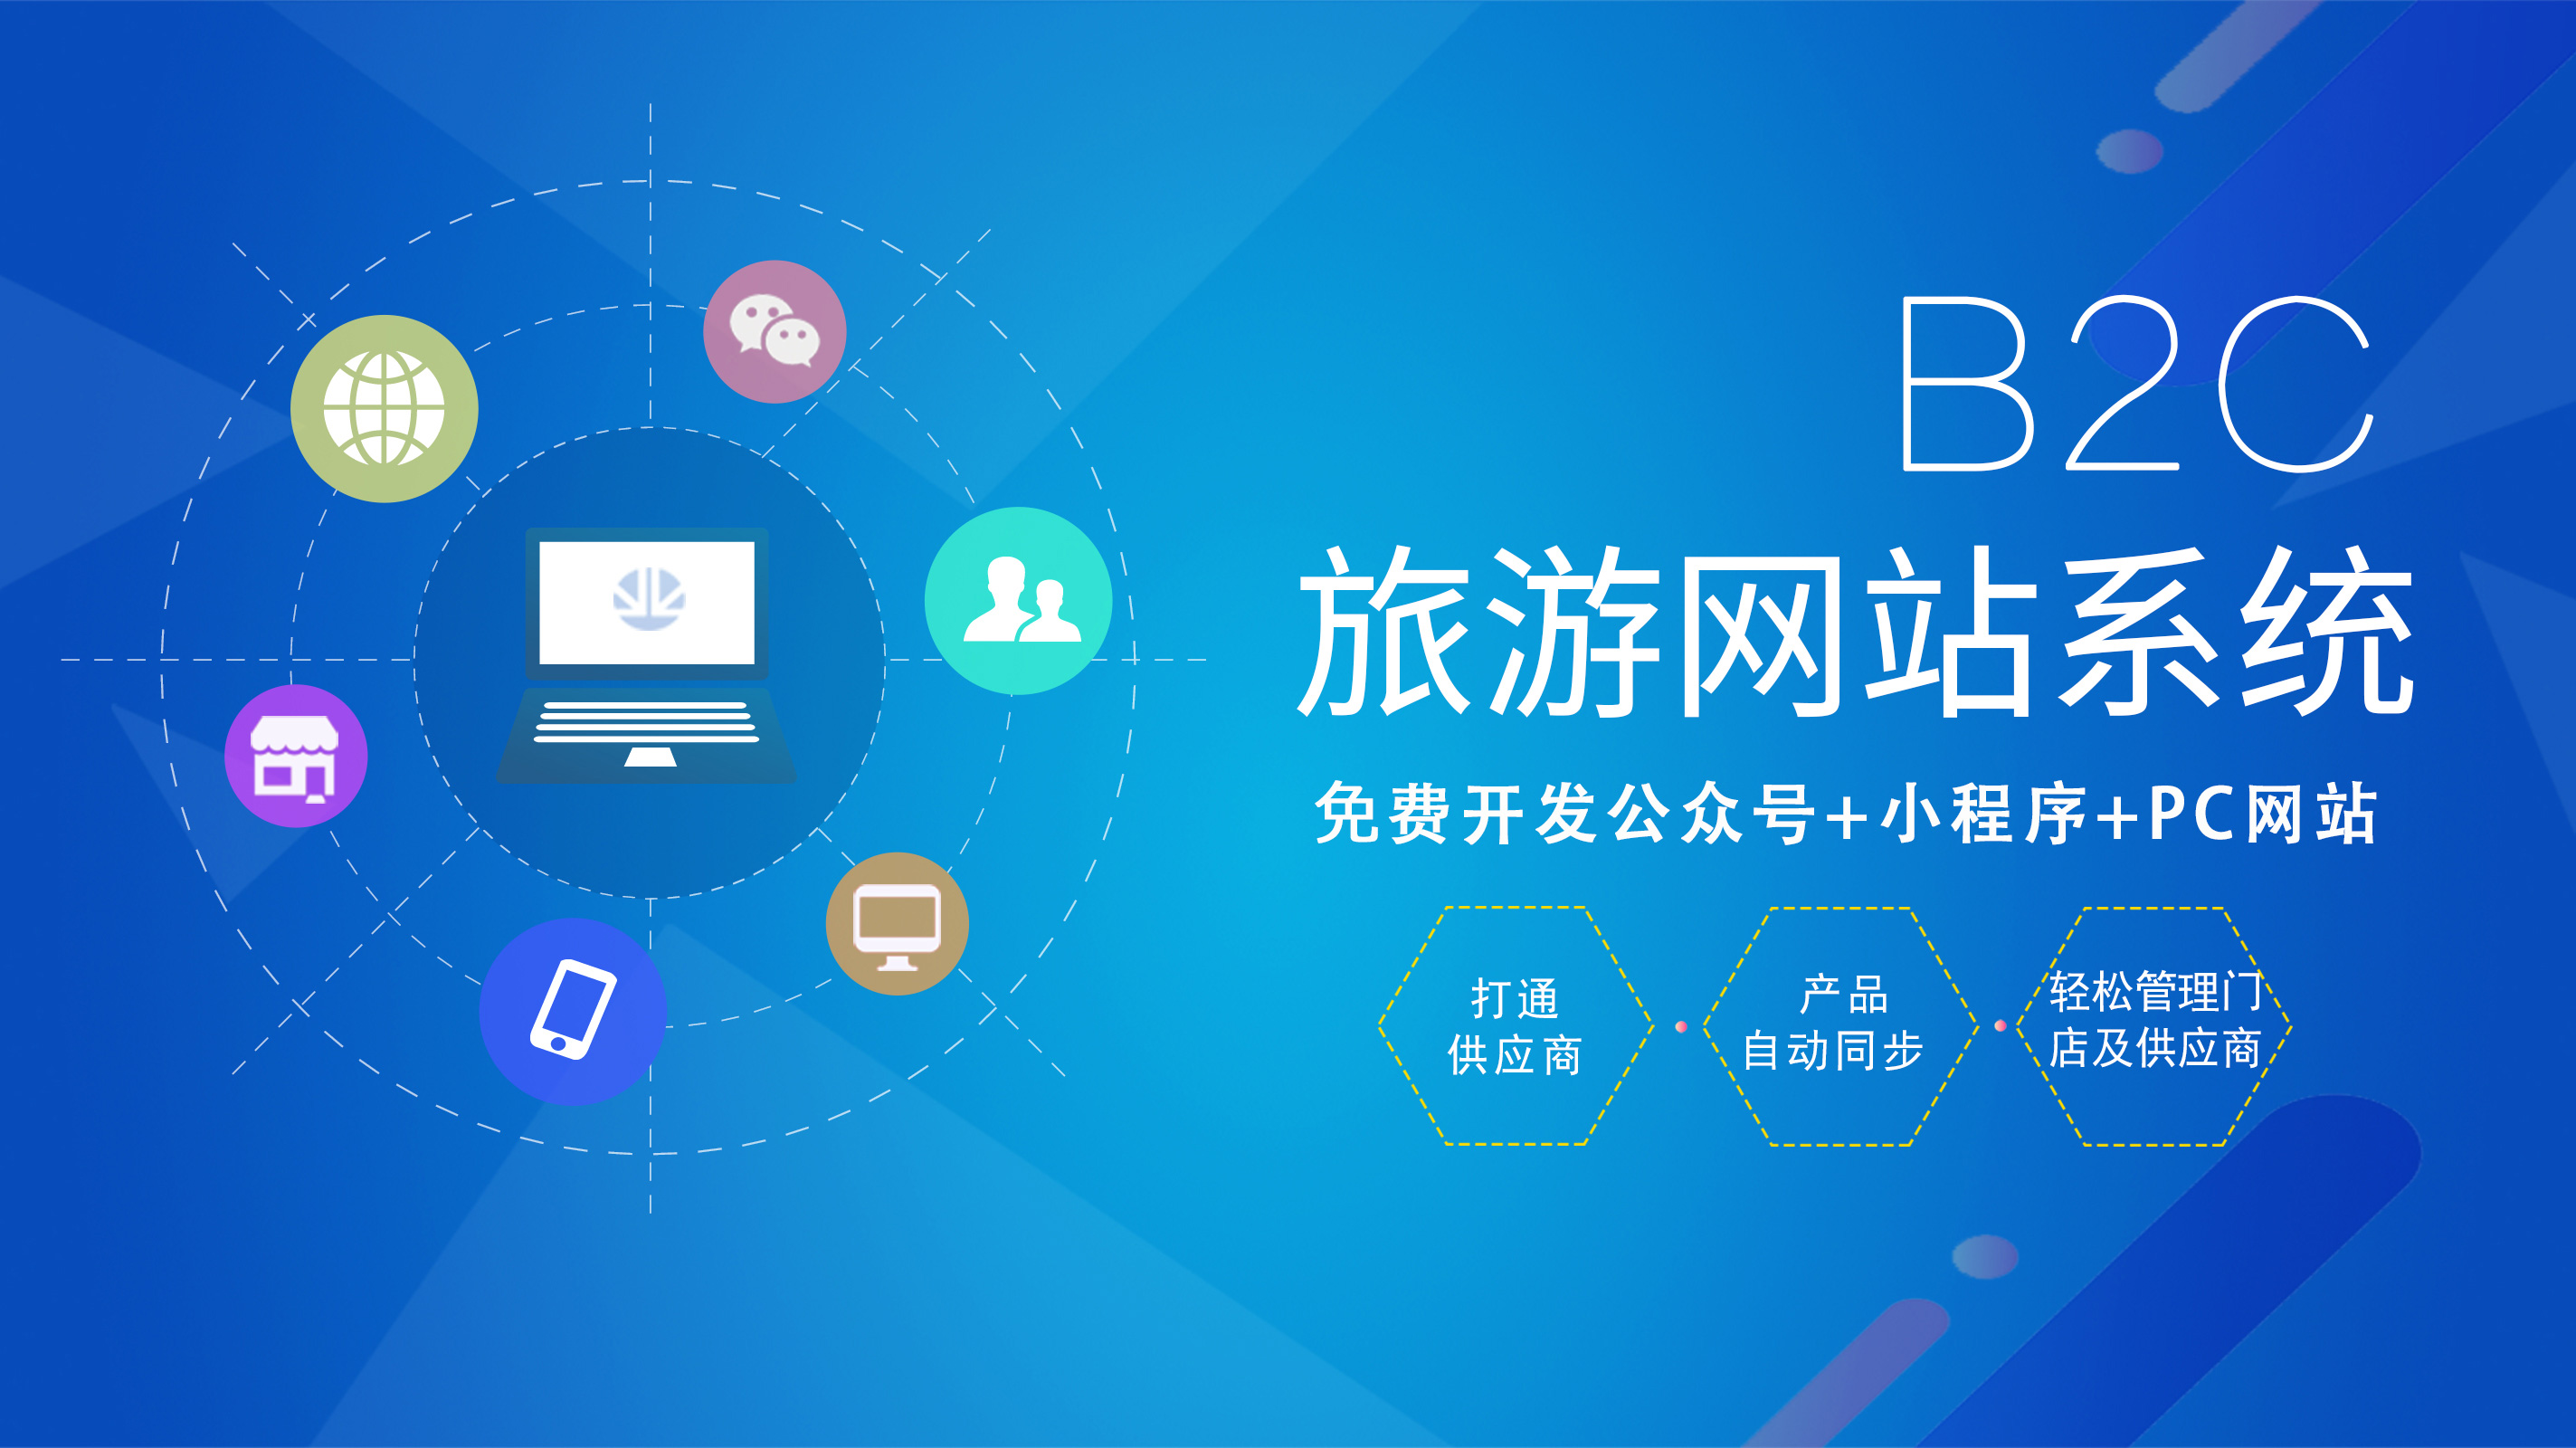 B2C
旅游网站系统
免费开发公众号+小程序+PC网站
打通
供应商
产品
自动同步
轻松管理门
店及供应商